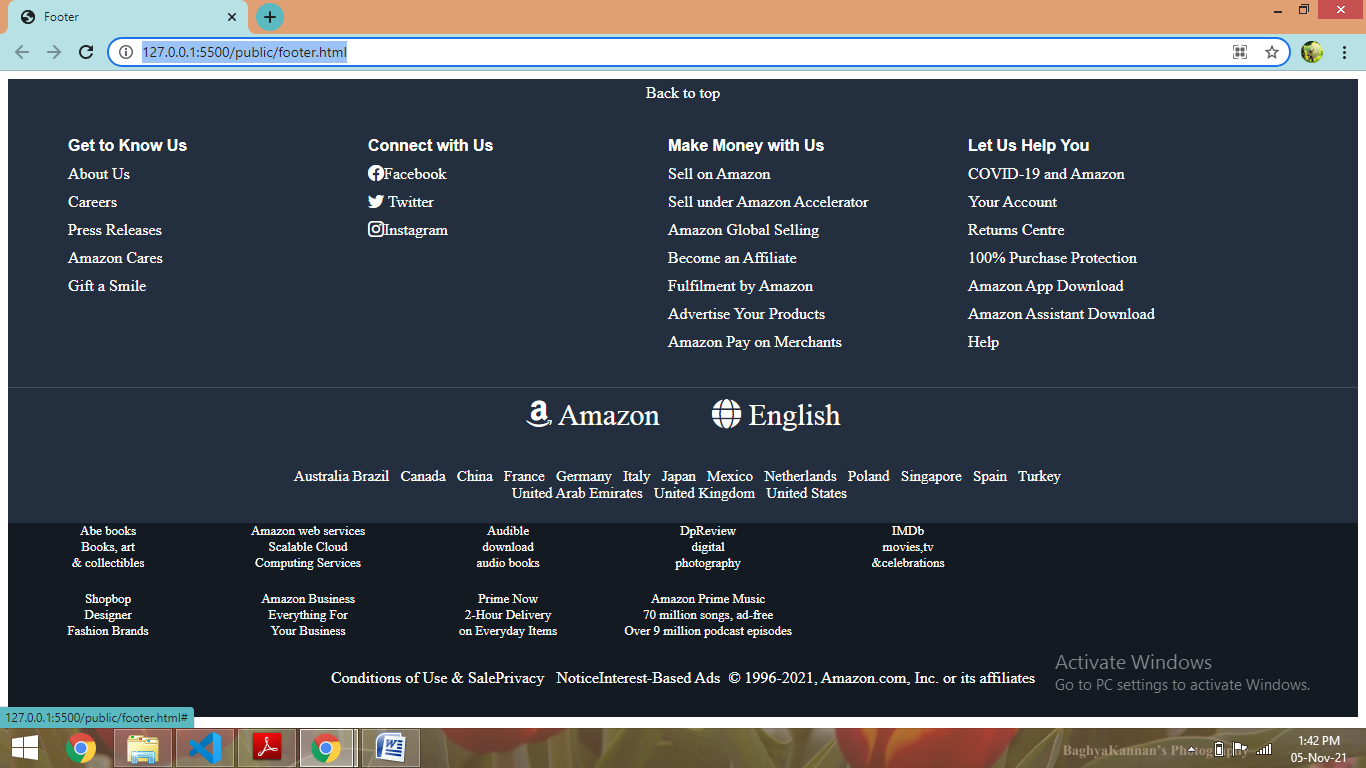 Footer
127.0.0.1:5500/public/footer.html
Back to top
Get to Know Us
About Us
Careers
Press Releases
Amazon Cares
Gift a Smile
Connect with Us
Facebook
Twitter
Instagram
Make Money with Us
Sell on Amazon
Sell under Amazon Accelerator
Amazon Global Selling
Become an Affiliate
Fulfilment by Amazon
Advertise Your Products
Amazon Pay on Merchants
Let Us Help You
COVID-19 and Amazon
Your Account
Returns Centre
100% Purchase Protection
Amazon App Download
Amazon Assistant Download
Help
Amazon English
Australia Brazil Canada China France Germany Italy Japan Mexico Netherlands Poland Singapore Spain Turkey
United Arab Emirates United Kingdom United States
Abe books
Books, art
& collectibles
Amazon web services
Scalable Cloud
Computing Services
Audible
download
audio books
DpReview
digital
photography
IMDb
movies,tv
&celebrations
Shopbop
Designer
Fashion Brands
Amazon Business
Everything For
Your Business
Prime Now
2-Hour Delivery
on Everyday Items
Amazon Prime Music
70 million songs, ad-free
Over 9 million podcast episodes
Conditions of Use & SalePrivacy NoticeInterest-Based Ads © 1996-2021, Amazon.com, Inc. or its affiliates
Activate Windows
Go to PC settings to activate Windows.
127.0.0.1:5500/public/footer.html#
BaghyaKannan's Photography
1:42 PM
05-Nov-21